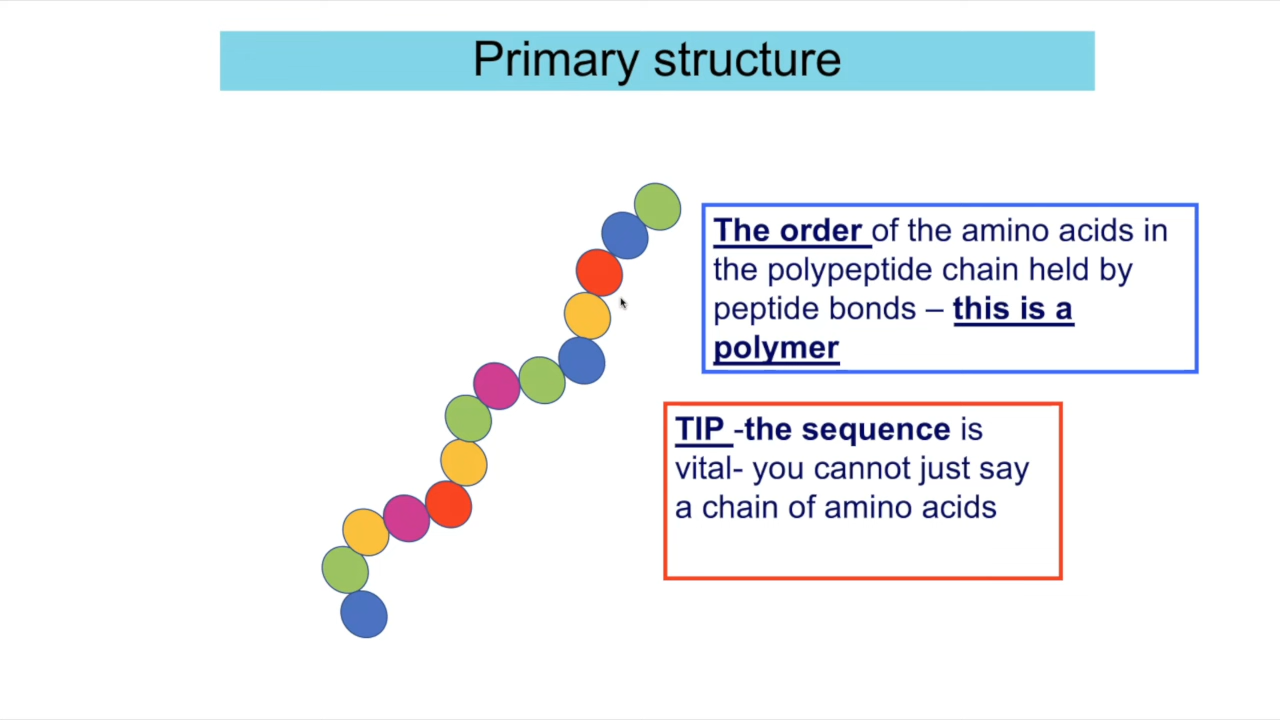 Primary structure
The order of the amino acids in
the polypeptide chain held by
peptide bonds – this is a
polymer
TIP -the sequence is
vital- you cannot just say
a chain of amino acids